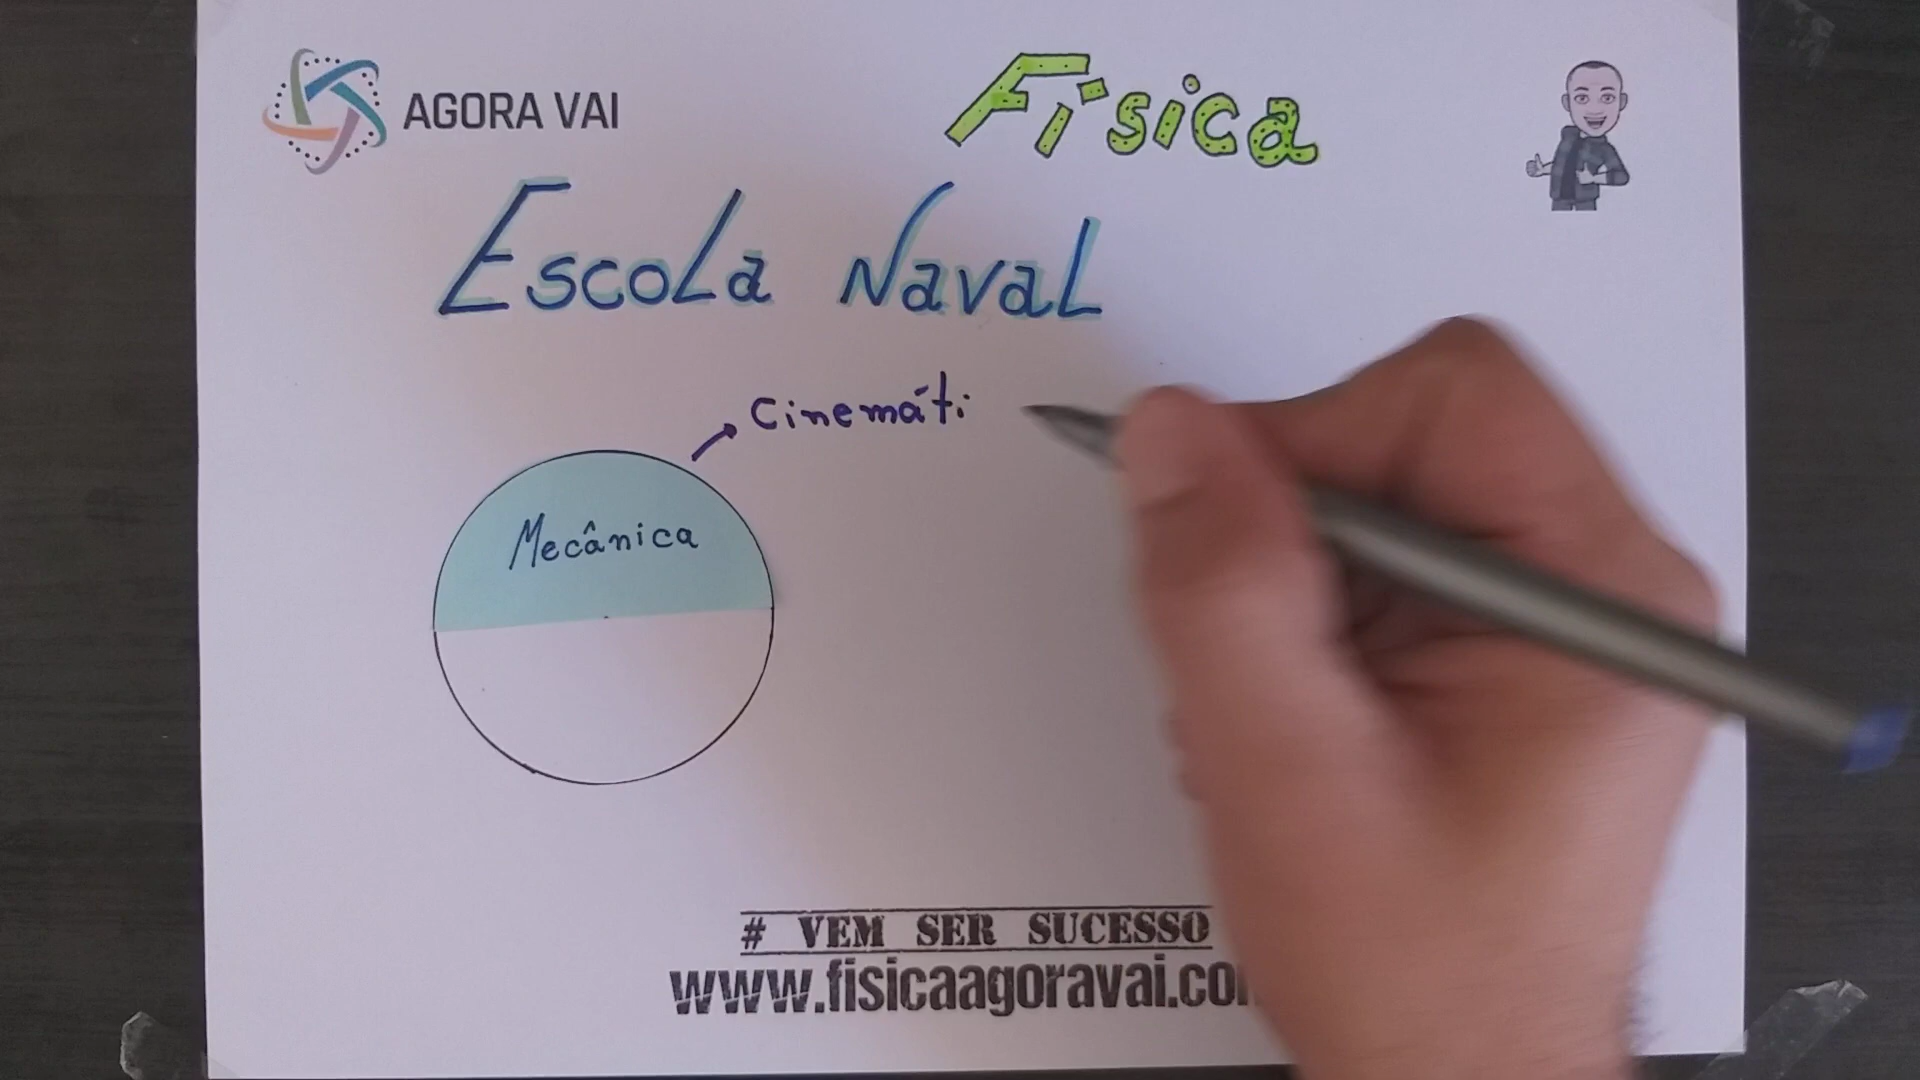 AGORA VAI
Física
Escola Naval
Cinemáti
Mecânica
# VEM SER SUCESSO
www.fisicaagoravai.co